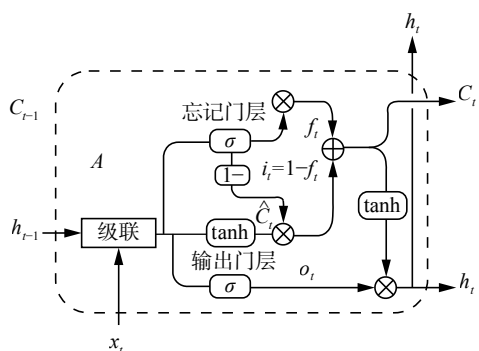 h_t
C_{t-1}
忘记门层
C_t
A
σ
f_t
1-
i_t=1-f_t
Ĉ_t
tanh
h_{t-1}
级联
tanh
输出门层
σ
o_t
h_t
x_t